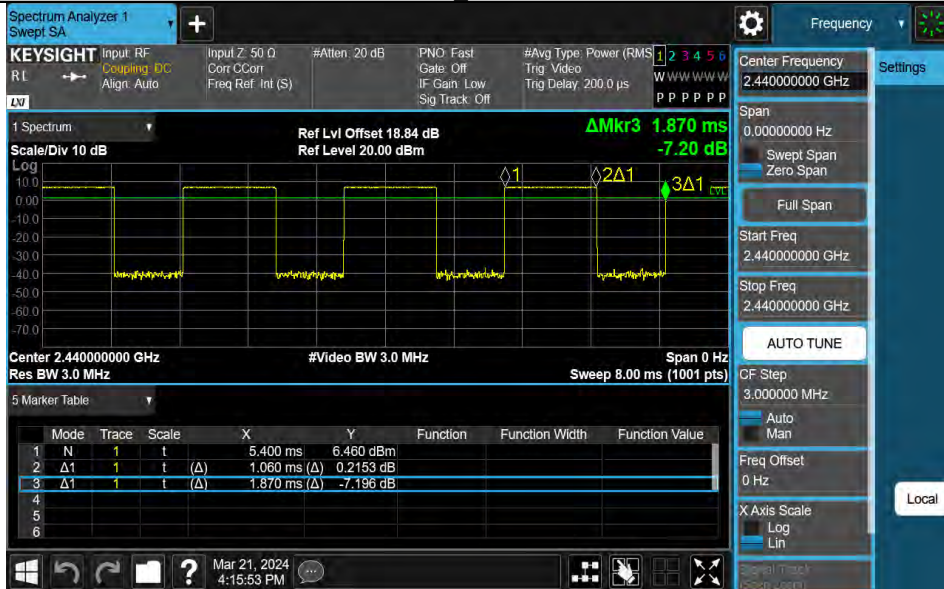 Spectrum Analyzer 1
Swept SA
+
Frequency
KEYSIGHT
RL
LXI
Input: RF
Coupling: DC
Align: Auto
Input Z: 50 Ω
Corr CCorr
Freq Ref: Int (S)
#Atten: 20 dB
PNO: Fast
Gate: Off
IF Gain: Low
Sig Track: Off
#Avg Type: Power (RMS
Trig: Video
Trig Delay: 200.0 µs
1 2 3 4 5 6
W W W W W W
P P P P P P
Center Frequency
2.440000000 GHz
Settings
1 Spectrum
Scale/Div 10 dB
Ref Lvl Offset 18.84 dB
Ref Level 20.00 dBm
ΔMkr3 1.870 ms
-7.20 dB
Log
10.0
0.00
-10.0
-20.0
-30.0
-40.0
-50.0
-60.0
-70.0
1
2Δ1
3Δ1
Center 2.440000000 GHz
Res BW 3.0 MHz
#Video BW 3.0 MHz
Span 0 Hz
Sweep 8.00 ms (1001 pts)
Span
0.00000000 Hz
Swept Span
Zero Span
Full Span
Start Freq
2.440000000 GHz
Stop Freq
2.440000000 GHz
AUTO TUNE
CF Step
3.000000 MHz
Auto
Man
Freq Offset
0 Hz
X Axis Scale
Log
Lin
Local
5 Marker Table
Mode Trace Scale X Y Function Function Width Function Value
1 N 1 t 5.400 ms 6.460 dBm
2 Δ1 1 t (Δ) 1.060 ms (Δ) 0.2153 dB
3 Δ1 1 t (Δ) 1.870 ms (Δ) -7.196 dB
4
5
6
?
Mar 21, 2024
4:15:53 PM